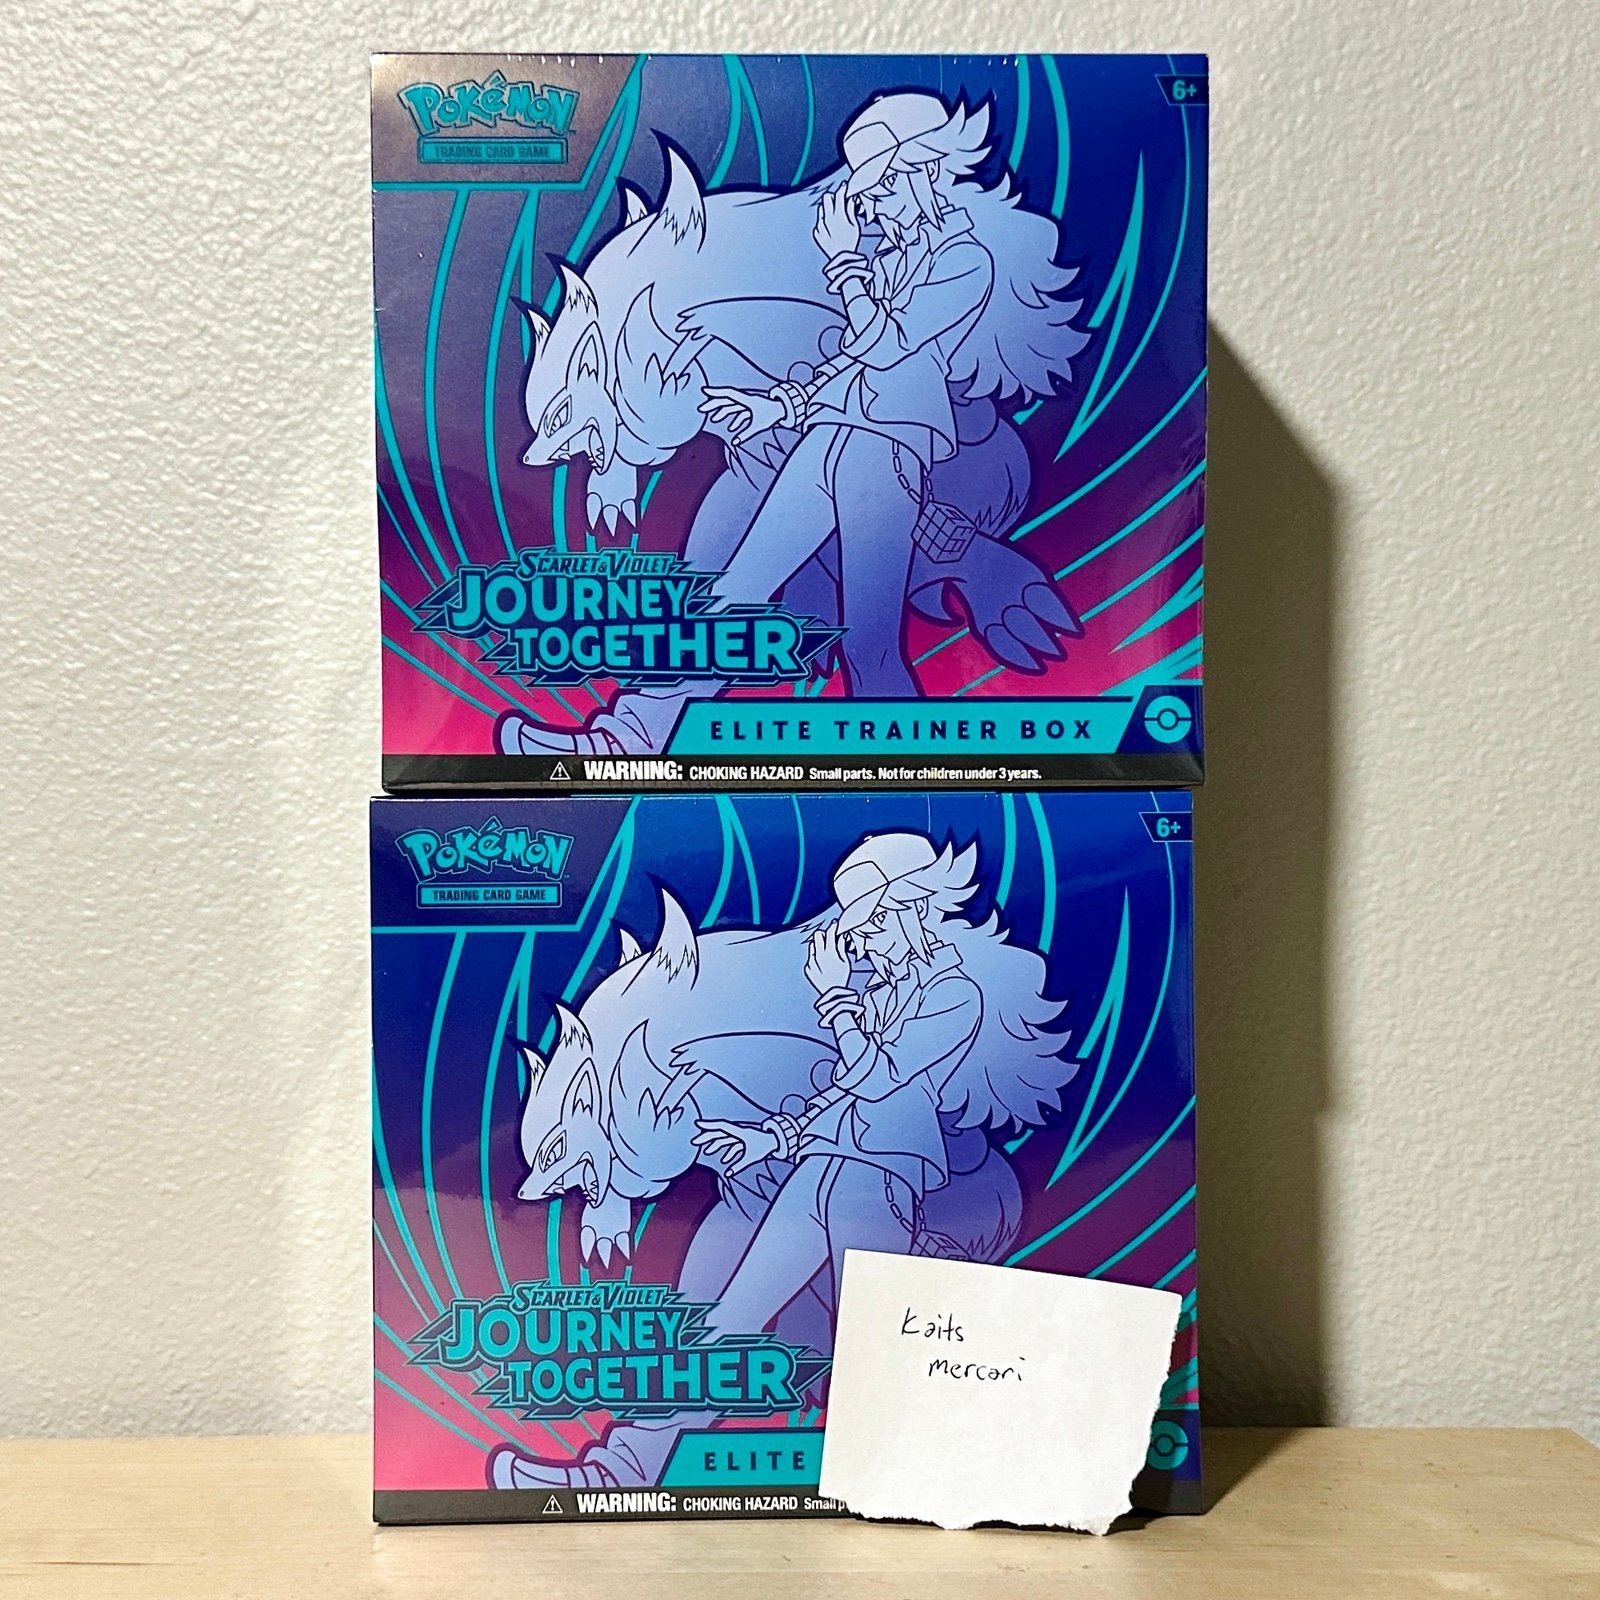 POKéMON
TRADING CARD GAME
6+
SCARLET & VIOLET
JOURNEY
TOGETHER
ELITE TRAINER BOX
WARNING: CHOKING HAZARD Small parts. Not for children under 3 years.
POKéMON
TRADING CARD GAME
6+
SCARLET & VIOLET
JOURNEY
TOGETHER
ELITE
WARNING: CHOKING HAZARD Small p
Kaits
mercari